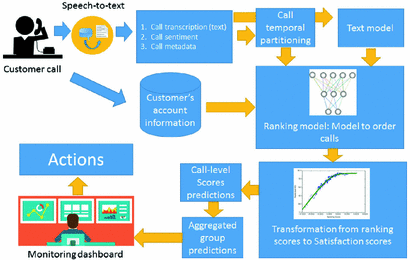 Speech-to-text
Customer call
1. Call transcription (text)
2. Call sentiment
3. Call metadata
Call
temporal
partitioning
Text model
Customer's
account
information
Ranking model: Model to order
calls
Transformation from ranking
scores to Satisfaction scores
Call-level
Scores
predictions
Aggregated
group
predictions
Actions
Monitoring dashboard